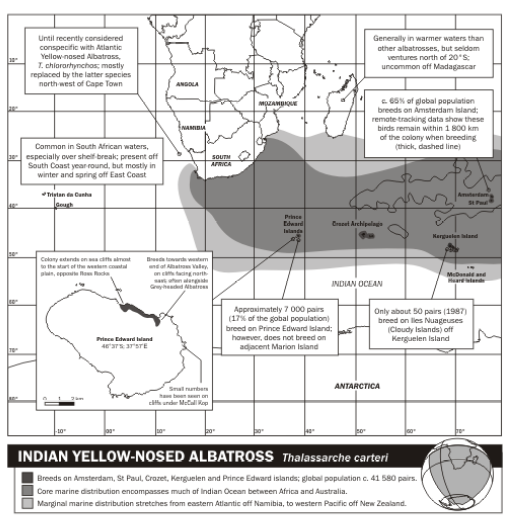 Until recently considered
conspecific with Atlantic
Yellow-nosed Albatross,
T. chlororhynchos; mostly
replaced by the latter species
north-west of Cape Town
Generally in warmer waters than
other albatrosses, but seldom
ventures north of 20°S;
uncommon off Madagascar
c. 65% of global population
breeds on Amsterdam Island;
remote-tracking data show these
birds remain within 1 800 km
of the colony when breeding
(thick, dashed line)
ANGOLA
MOZAMBIQUE
NAMIBIA
SOUTH
AFRICA
Common in South African waters,
especially over shelf-break; present off
South Coast year-round, but mostly in
winter and spring off East Coast
Tristan da Cunha
Gough
Amsterdam
St Paul
Prince
Edward
Islands
Crozet Archipelago
Kerguelen Island
McDonald and
Heard Islands
INDIAN OCEAN
Colony extends on sea cliffs almost
to the start of the western coastal
plain, opposite Ross Rocks
Breeds towards western
end of Albatross Valley,
on cliffs facing north-
west; often alongside
Grey-headed Albatross
Prince Edward Island
46°37'S; 37°57'E
Small numbers
have been seen on
cliffs under McCall Kop
Approximately 7 000 pairs
(17% of the global population)
breed on Prince Edward Island;
however, does not breed on
adjacent Marion Island
Only about 50 pairs (1987)
breed on Iles Nuageuses
(Cloudy Islands) off
Kerguelen Island
ANTARCTICA
-10° 0° 10° 20° 30° 40° 50° 60° 70°
INDIAN YELLOW-NOSED ALBATROSS Thalassarche carteri
Breeds on Amsterdam, St Paul, Crozet, Kerguelen and Prince Edward islands; global population c. 41 580 pairs.
Core marine distribution encompasses much of Indian Ocean between Africa and Australia.
Marginal marine distribution stretches from eastern Atlantic off Namibia, to western Pacific off New Zealand.